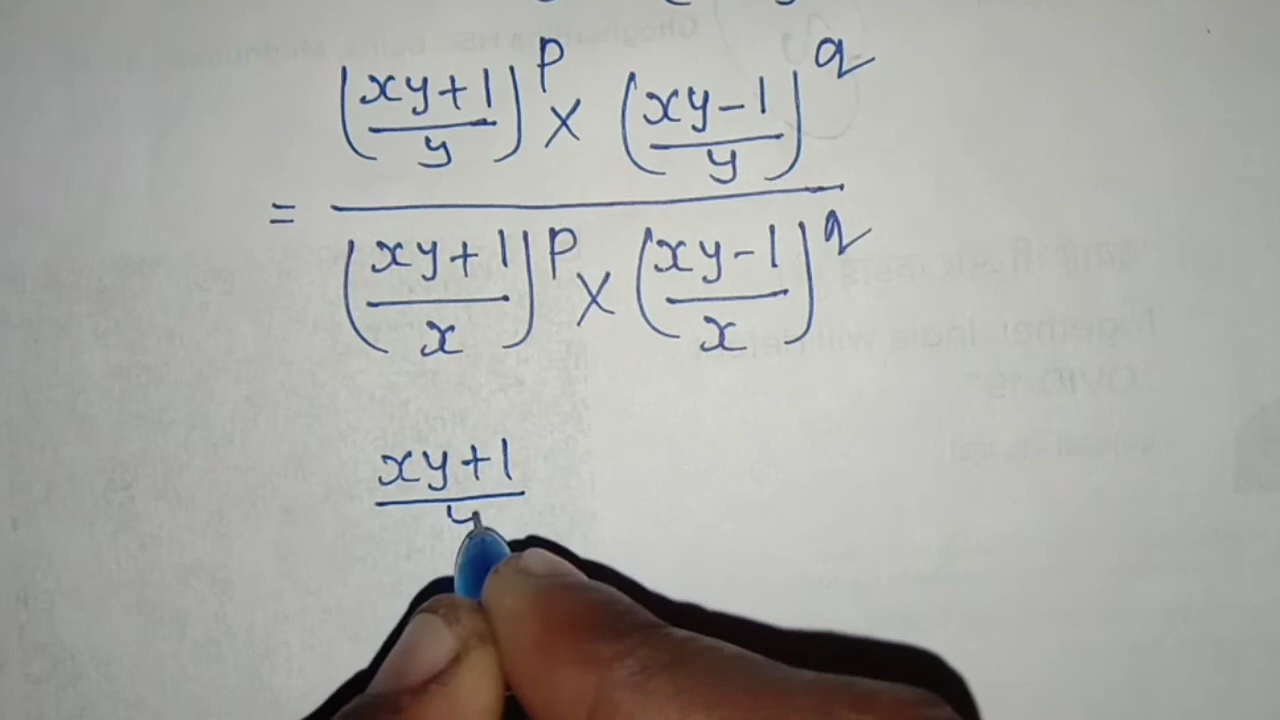 (xy+1)^p × (xy-1)^q
y y
=
(xy+1)^p × (xy-1)^q
x x
xy+1
y